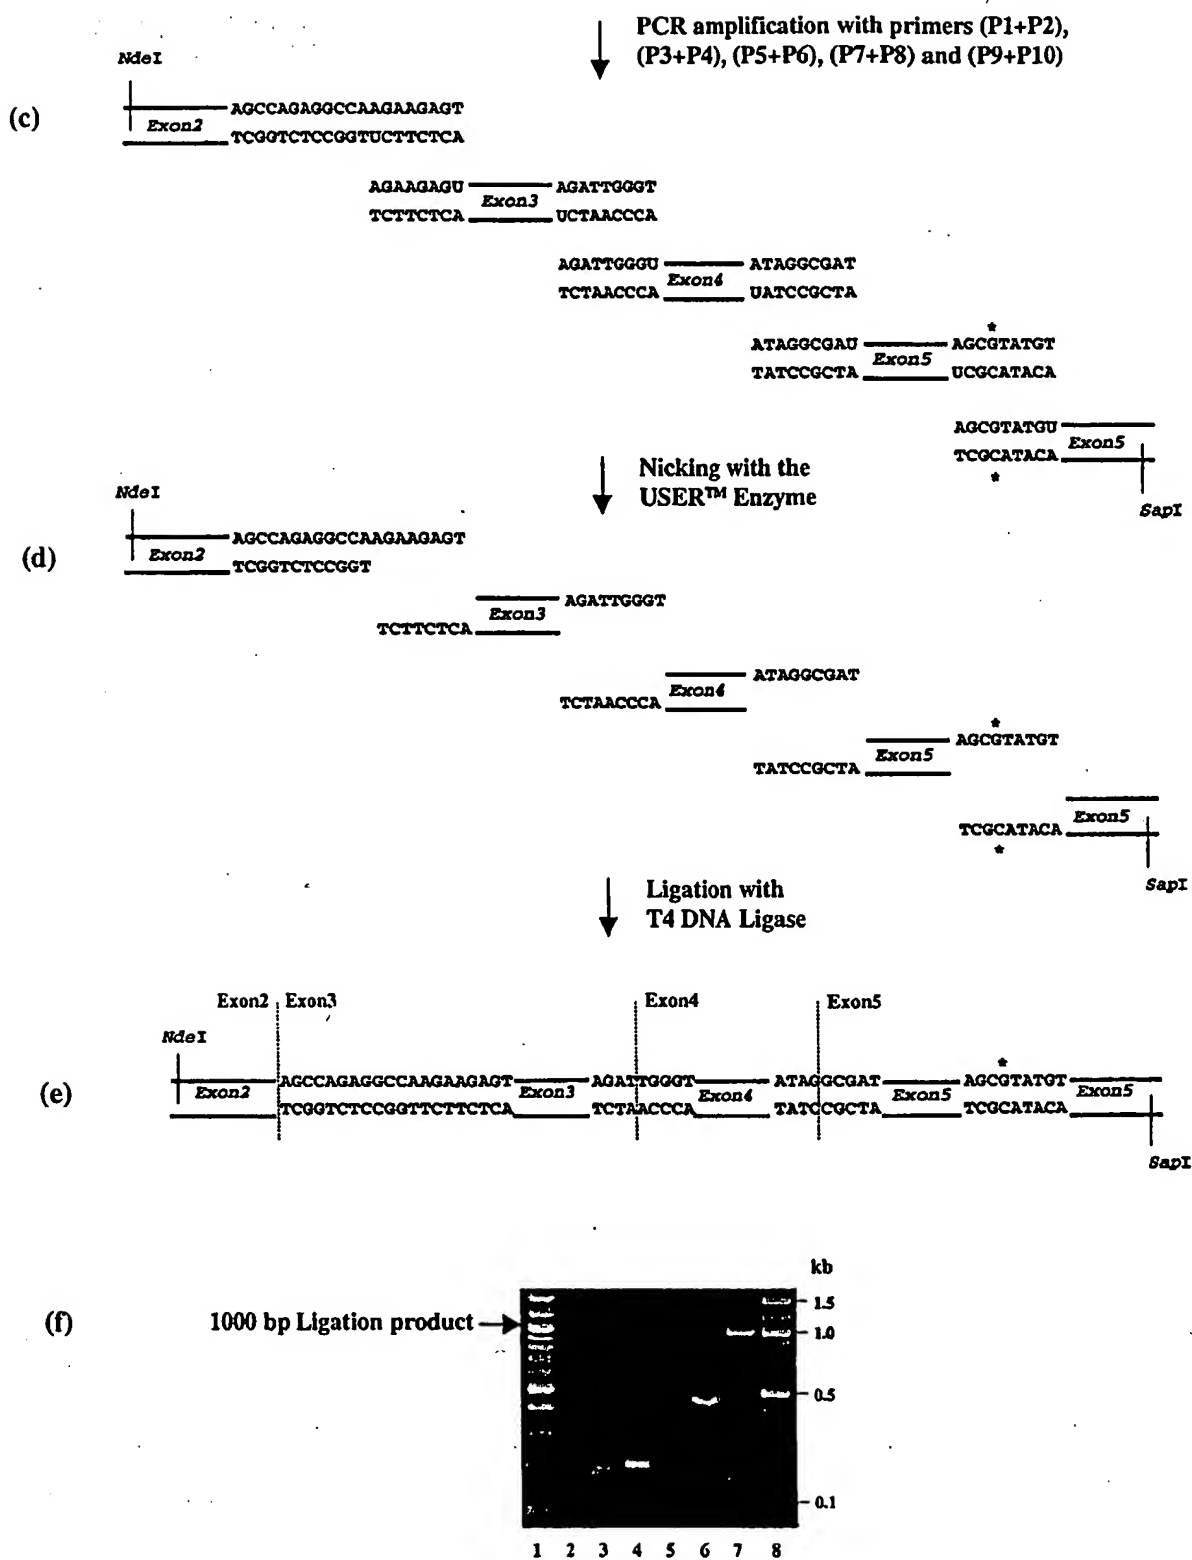 PCR amplification with primers (P1+P2),
(P3+P4), (P5+P6), (P7+P8) and (P9+P10)
NdeI
(c)
AGCCAGAGGCCAAGAAGAGT
Exon2
TCGGTCTCCGGTUCTTCTCA
AGAAGAGU AGATTGGGT
Exon3
TCTTCTCA UCTAACCCA
AGATTGGGU ATAGGCGAT
Exon4
TCTAACCCA UATCCGCTA
*
ATAGGCGAU AGCGTATGT
Exon5
TATCCGCTA UCGCATACA
AGCGTATGU
Exon5
TCGCATACA
*
SapI
Nicking with the
USER™ Enzyme
NdeI
(d)
AGCCAGAGGCCAAGAAGAGT
Exon2
TCGGTCTCCGGT
AGATTGGGT
Exon3
TCTTCTCA
ATAGGCGAT
Exon4
TCTAACCCA
*
AGCGTATGT
Exon5
TATCCGCTA
Exon5
TCGCATACA
*
SapI
Ligation with
T4 DNA Ligase
Exon2 Exon3 Exon4 Exon5
NdeI
*
(e)
AGCCAGAGGCCAAGAAGAGT AGATTGGGT ATAGGCGAT AGCGTATGT
Exon2 Exon3 Exon4 Exon5 Exon5
TCGGTCTCCGGTTCTTCTCA TCTAACCCA TATCCGCTA TCGCATACA
SapI
kb
(f)
1000 bp Ligation product
1.5
1.0
0.5
0.1
1 2 3 4 5 6 7 8